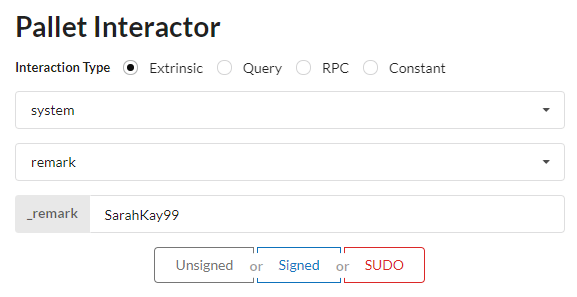 Pallet Interactor
Interaction Type Extrinsic Query RPC Constant
system
remark
_remark SarahKay99
Unsigned or Signed or SUDO